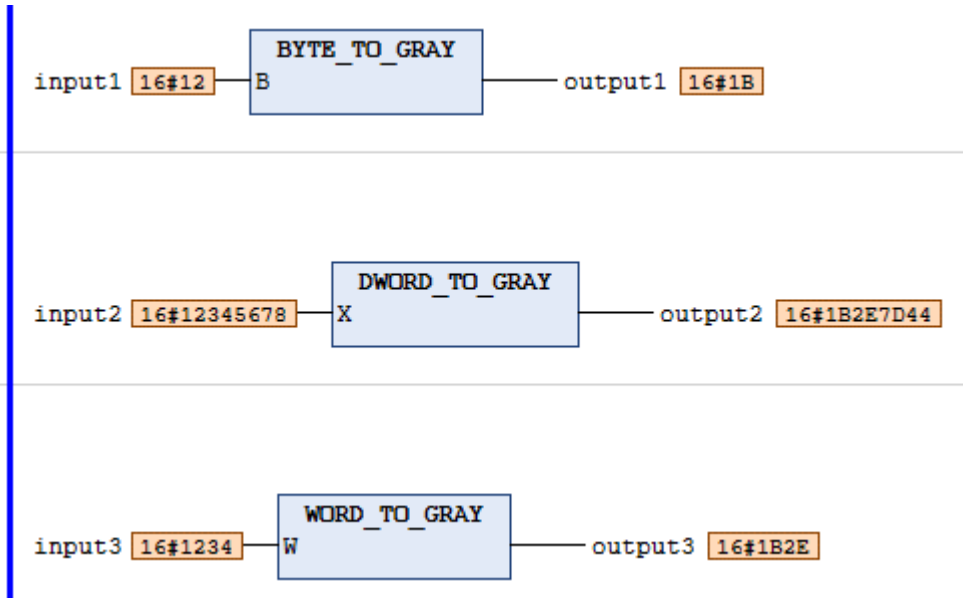 BYTE_TO_GRAY
input1 16#12 B output1 16#1B
DWORD_TO_GRAY
input2 16#12345678 X output2 16#1B2E7D44
WORD_TO_GRAY
input3 16#1234 W output3 16#1B2E